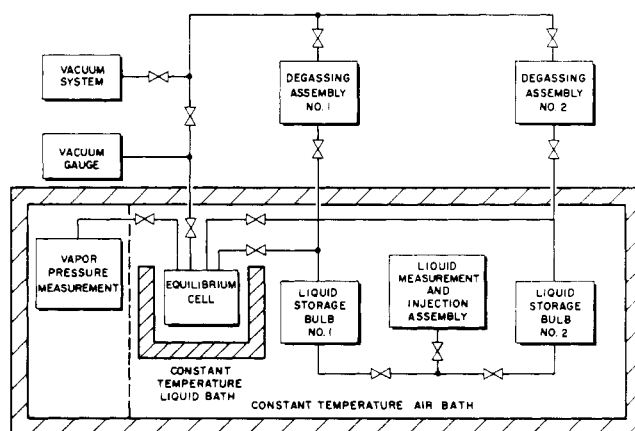 VACUUM
SYSTEM
DEGASSING
ASSEMBLY
NO. 1
DEGASSING
ASSEMBLY
NO. 2
VACUUM
GAUGE
VAPOR
PRESSURE
MEASUREMENT
EQUILIBRIUM
CELL
LIQUID
STORAGE
BULB
NO. 1
LIQUID
MEASUREMENT
AND
INJECTION
ASSEMBLY
LIQUID
STORAGE
BULB
NO. 2
CONSTANT
TEMPERATURE
LIQUID BATH
CONSTANT TEMPERATURE AIR BATH